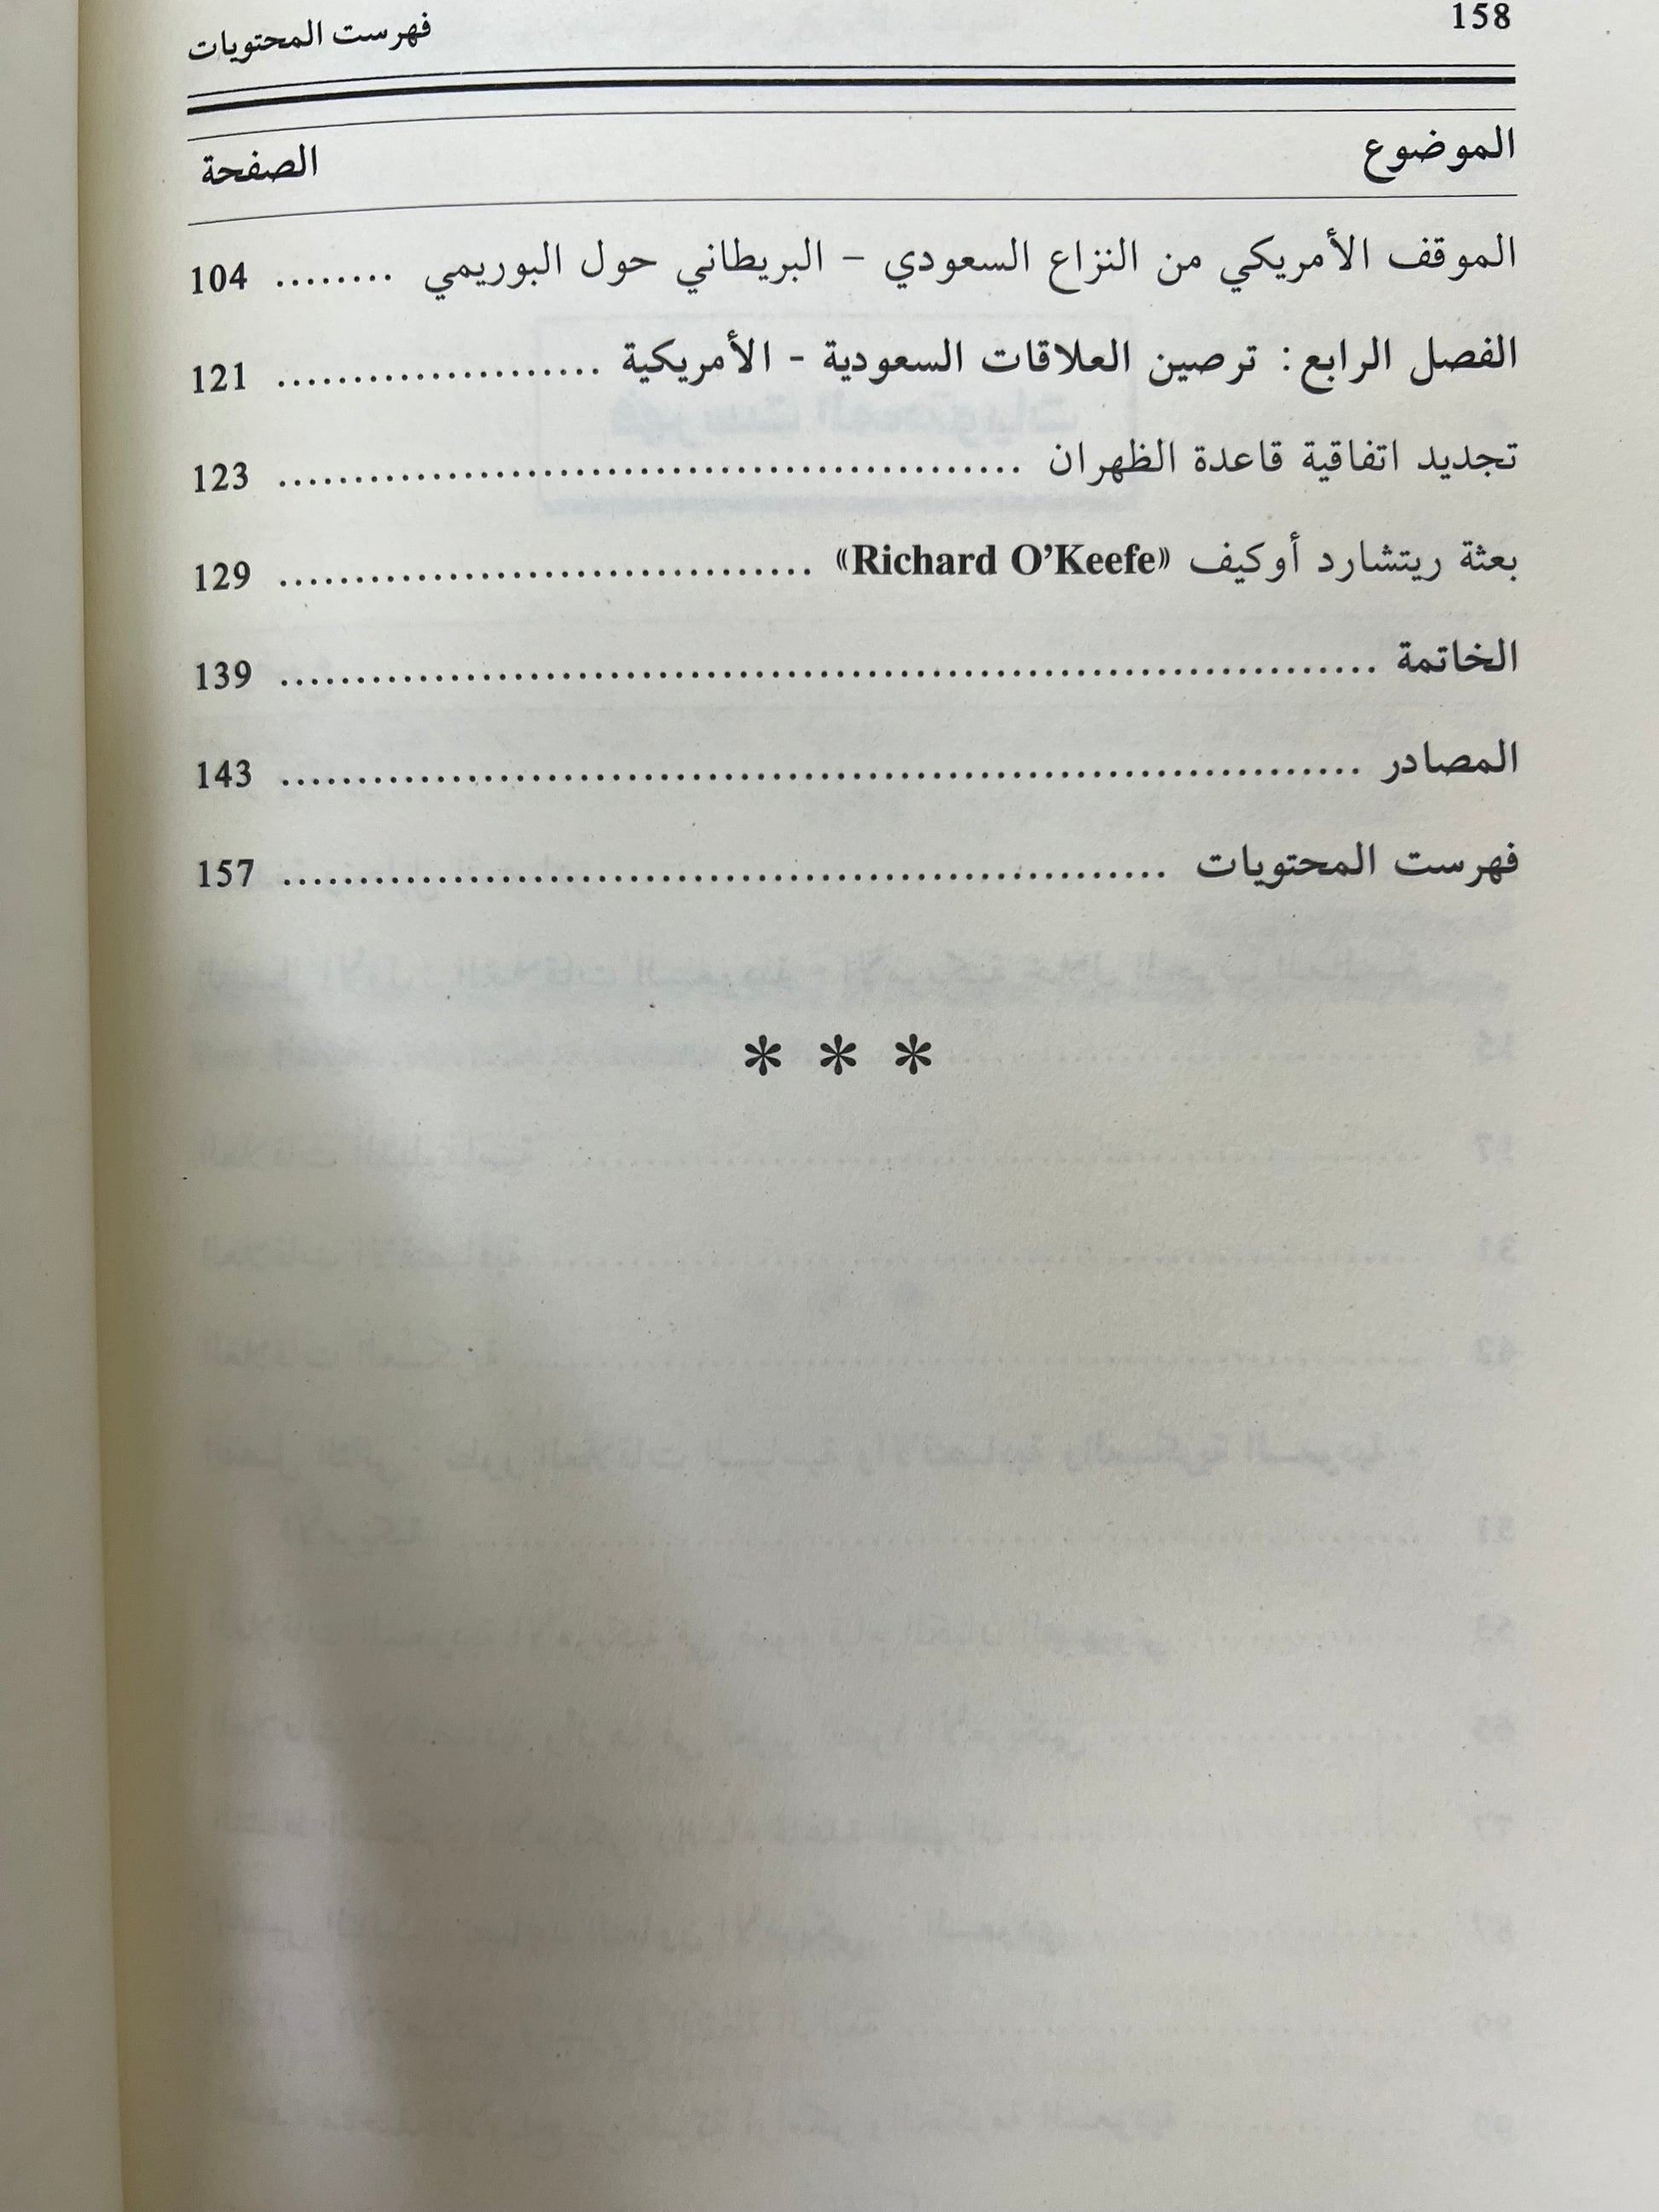 158 فهرست المحتويات
الموضوع الصفحة
الموقف الأمريكي من النزاع السعودي – البريطاني حول البوريمي ........ 104
الفصل الرابع: ترصين العلاقات السعودية - الأمريكية ..................... 121
تجديد اتفاقية قاعدة الظهران ................................................. 123
بعثة ريتشارد أوكيف «Richard O’Keefe» ................................... 129
الخاتمة ........................................................................ 139
المصادر ....................................................................... 143
فهرست المحتويات .......................................................... 157
* * *